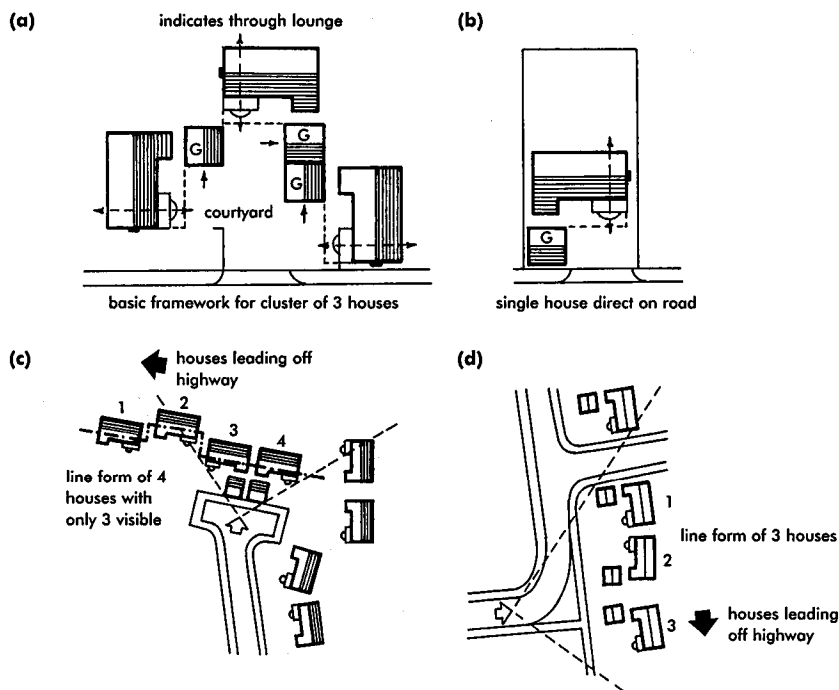 (a)
indicates through lounge
G
G
G
courtyard
basic framework for cluster of 3 houses
(b)
G
single house direct on road
(c)
houses leading off
highway
1
2
3
4
line form of 4
houses with
only 3 visible
(d)
1
line form of 3 houses
2
3
houses leading
off highway